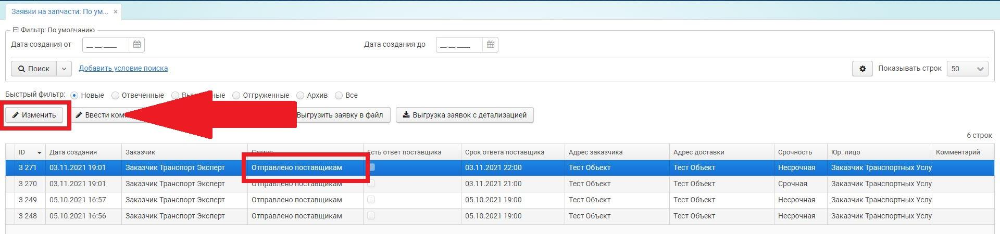 Заявки на запчасти: По ум... ×
Фильтр: По умолчанию
Дата создания от __.__.____ Дата создания до __.__.____
Поиск Добавить условие поиска Показывать строк 50
Быстрый фильтр: Новые Отвеченные Отгруженные Архив Все
Изменить Ввести Выгрузить заявку в файл Выгрузка заявок с детализацией
6 строк
ID Дата создания Заказчик Статус Есть ответ поставщика Срок ответа поставщика Адрес заказчика Адрес доставки Срочность Юр. лицо Комментарий
3 271 03.11.2021 19:01 Заказчик Транспорт Эксперт Отправлено поставщикам 03.11.2021 22:00 Тест Объект Тест Объект Несрочная Заказчик Транспортных Услу
3 270 03.11.2021 19:01 Заказчик Транспорт Эксперт Отправлено поставщикам 03.11.2021 21:00 Тест Объект Тест Объект Срочная Заказчик Транспортных Услу
3 249 05.10.2021 16:57 Заказчик Транспорт Эксперт Отправлено поставщикам 05.10.2021 19:00 Тест Объект Тест Объект Несрочная Заказчик Транспортных Услу
3 248 05.10.2021 16:56 Заказчик Транспорт Эксперт Отправлено поставщикам 05.10.2021 19:00 Тест Объект Тест Объект Несрочная Заказчик Транспортных Услу